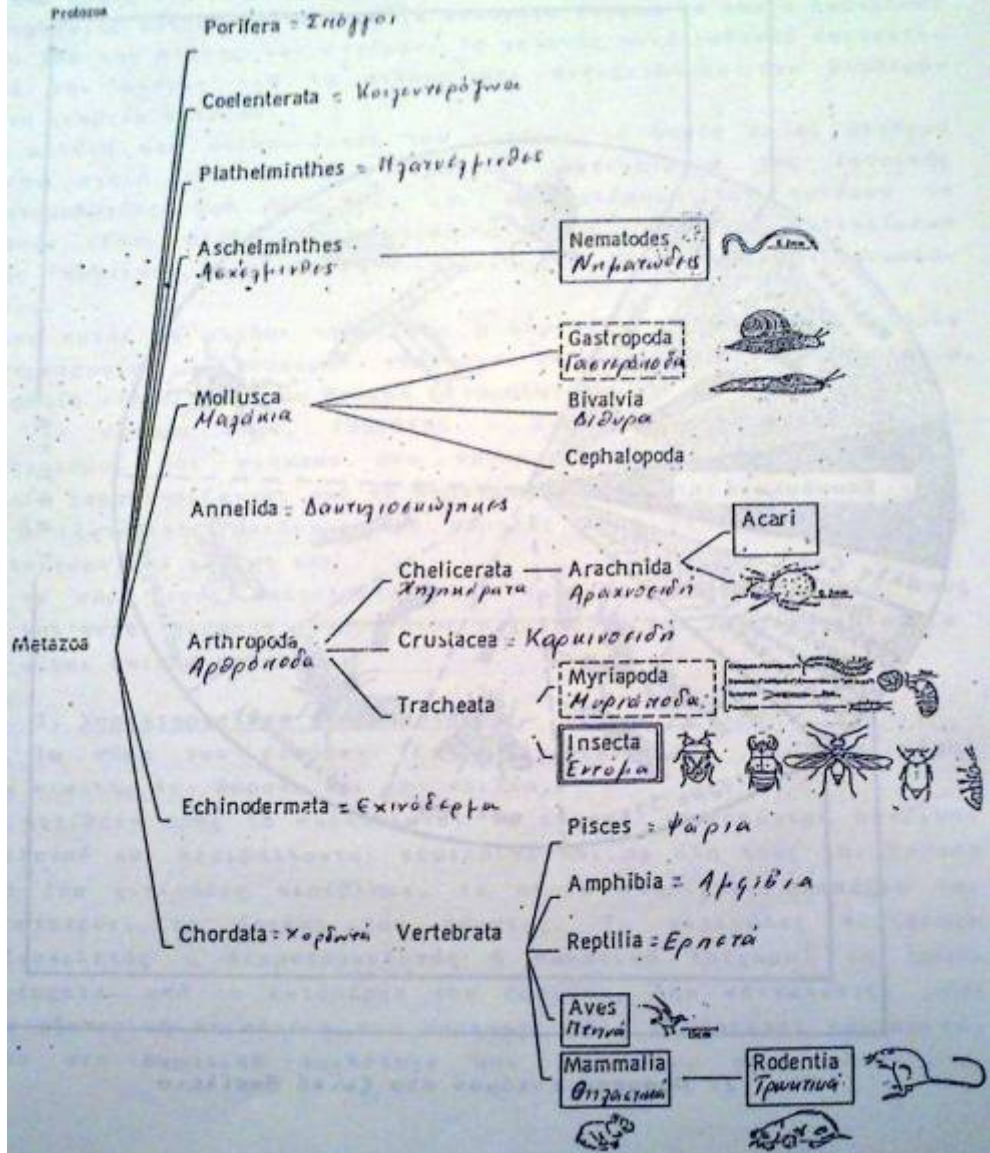 Protozoa
Porifera = Σπόγγοι
Coelenterata = Κοιλεντερόζωα
Plathelminthes = Πλατυέλμινθες
Aschelminthes
Ασχελμινθες
Nematodes
Νηματώδεις
Gastropoda
Γαστερόποδα
Mollusca
Μαλάκια
Bivalvia
Δίθυρα
Cephalopoda
Annelida = Δακτυλιοσκώληκες
Acari
Chelicerata
Χηληκέρατα
Arachnida
Αραχνοειδή
Metazoa
Arthropoda
Αρθρόποδα
Crustacea = Καρκινοειδή
Tracheata
Myriapoda
Μυριάποδα
Insecta
Έντομα
Echinodermata = Εχινόδερμα
Pisces = Ψάρια
Amphibia = Αμφίβια
Chordata = Χορδωτά Vertebrata
Reptilia = Ερπετά
Aves
Πτηνά
Mammalia
Θηλαστικά
Rodentia
Τρωκτικά